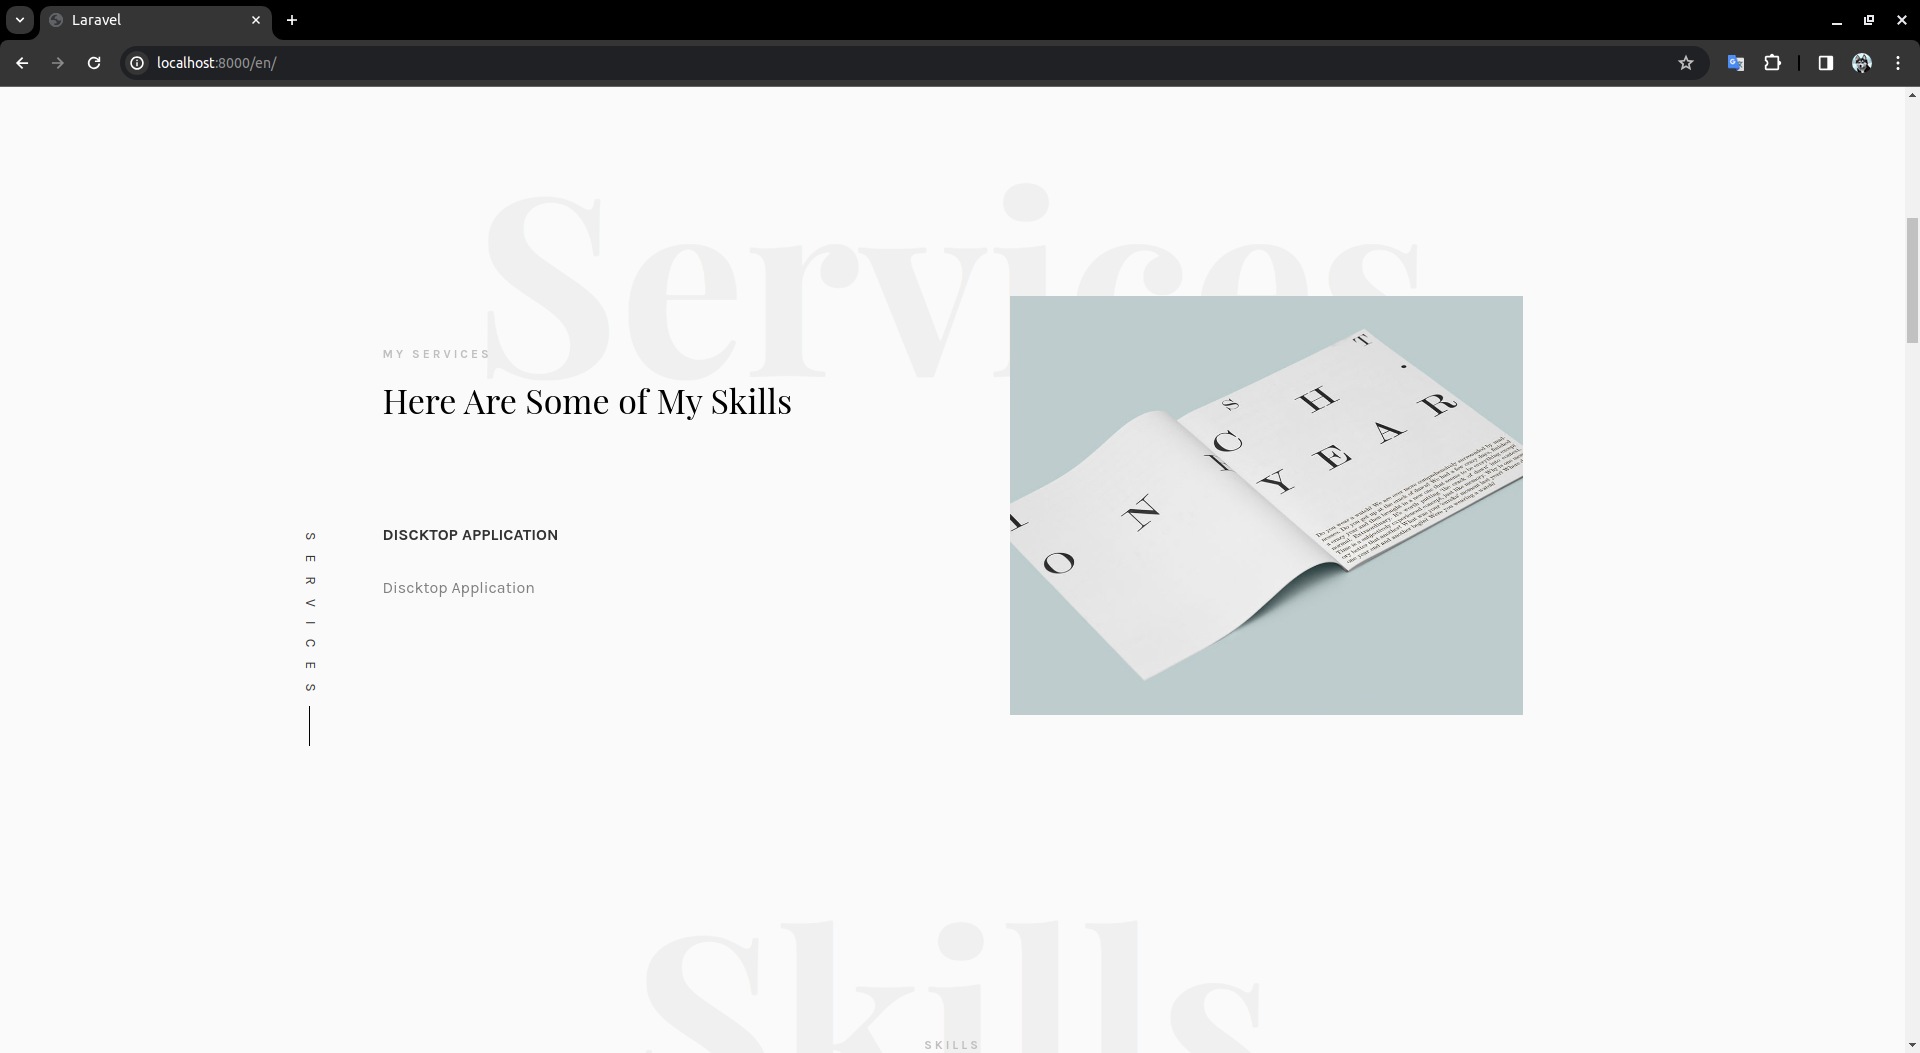 Laravel
localhost:8000/en/
Services
MY SERVICES
Here Are Some of My Skills
SERVICES
DISCKTOP APPLICATION
Discktop Application
T
S H
I C Y E A R
I O N
Skills
SKILLS